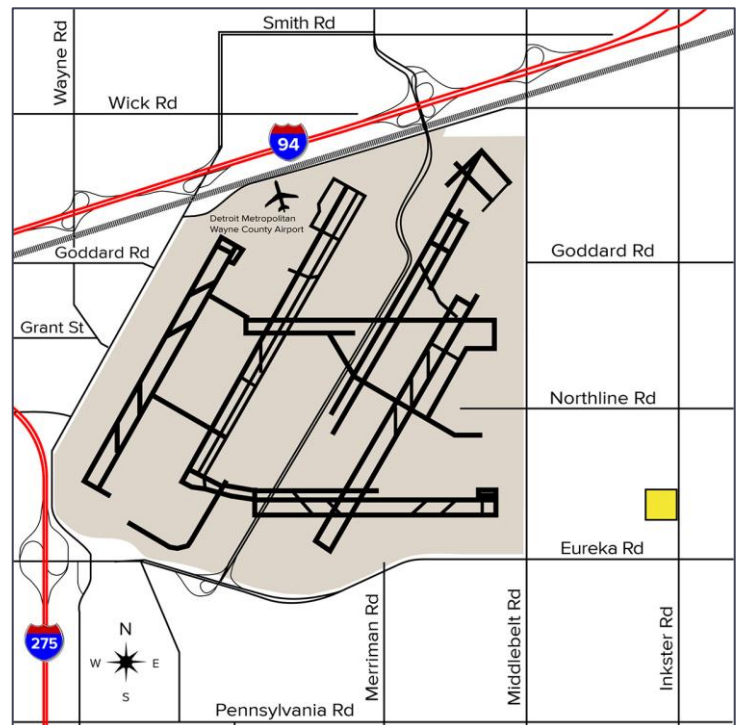 Smith Rd
Wayne Rd
Wick Rd
94
Detroit Metropolitan
Wayne County Airport
Goddard Rd
Goddard Rd
Grant St
Northline Rd
Eureka Rd
Merriman Rd
Middlebelt Rd
Inkster Rd
275
N
W E
S
Pennsylvania Rd